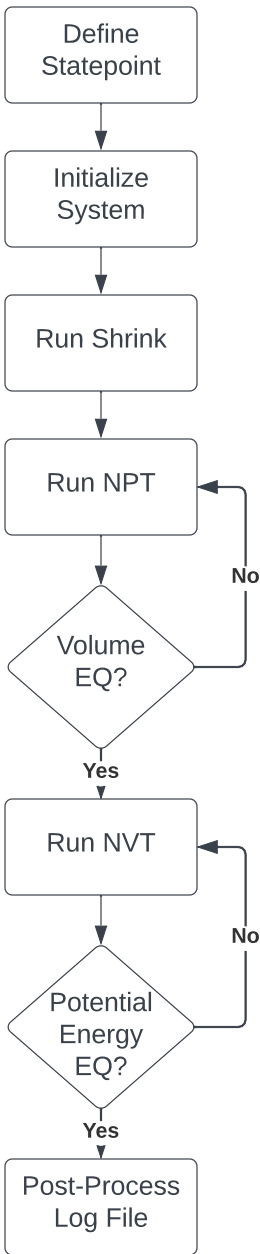 Define
Statepoint
Initialize
System
Run Shrink
Run NPT
No
Volume
EQ?
Yes
Run NVT
No
Potential
Energy
EQ?
Yes
Post-Process
Log File